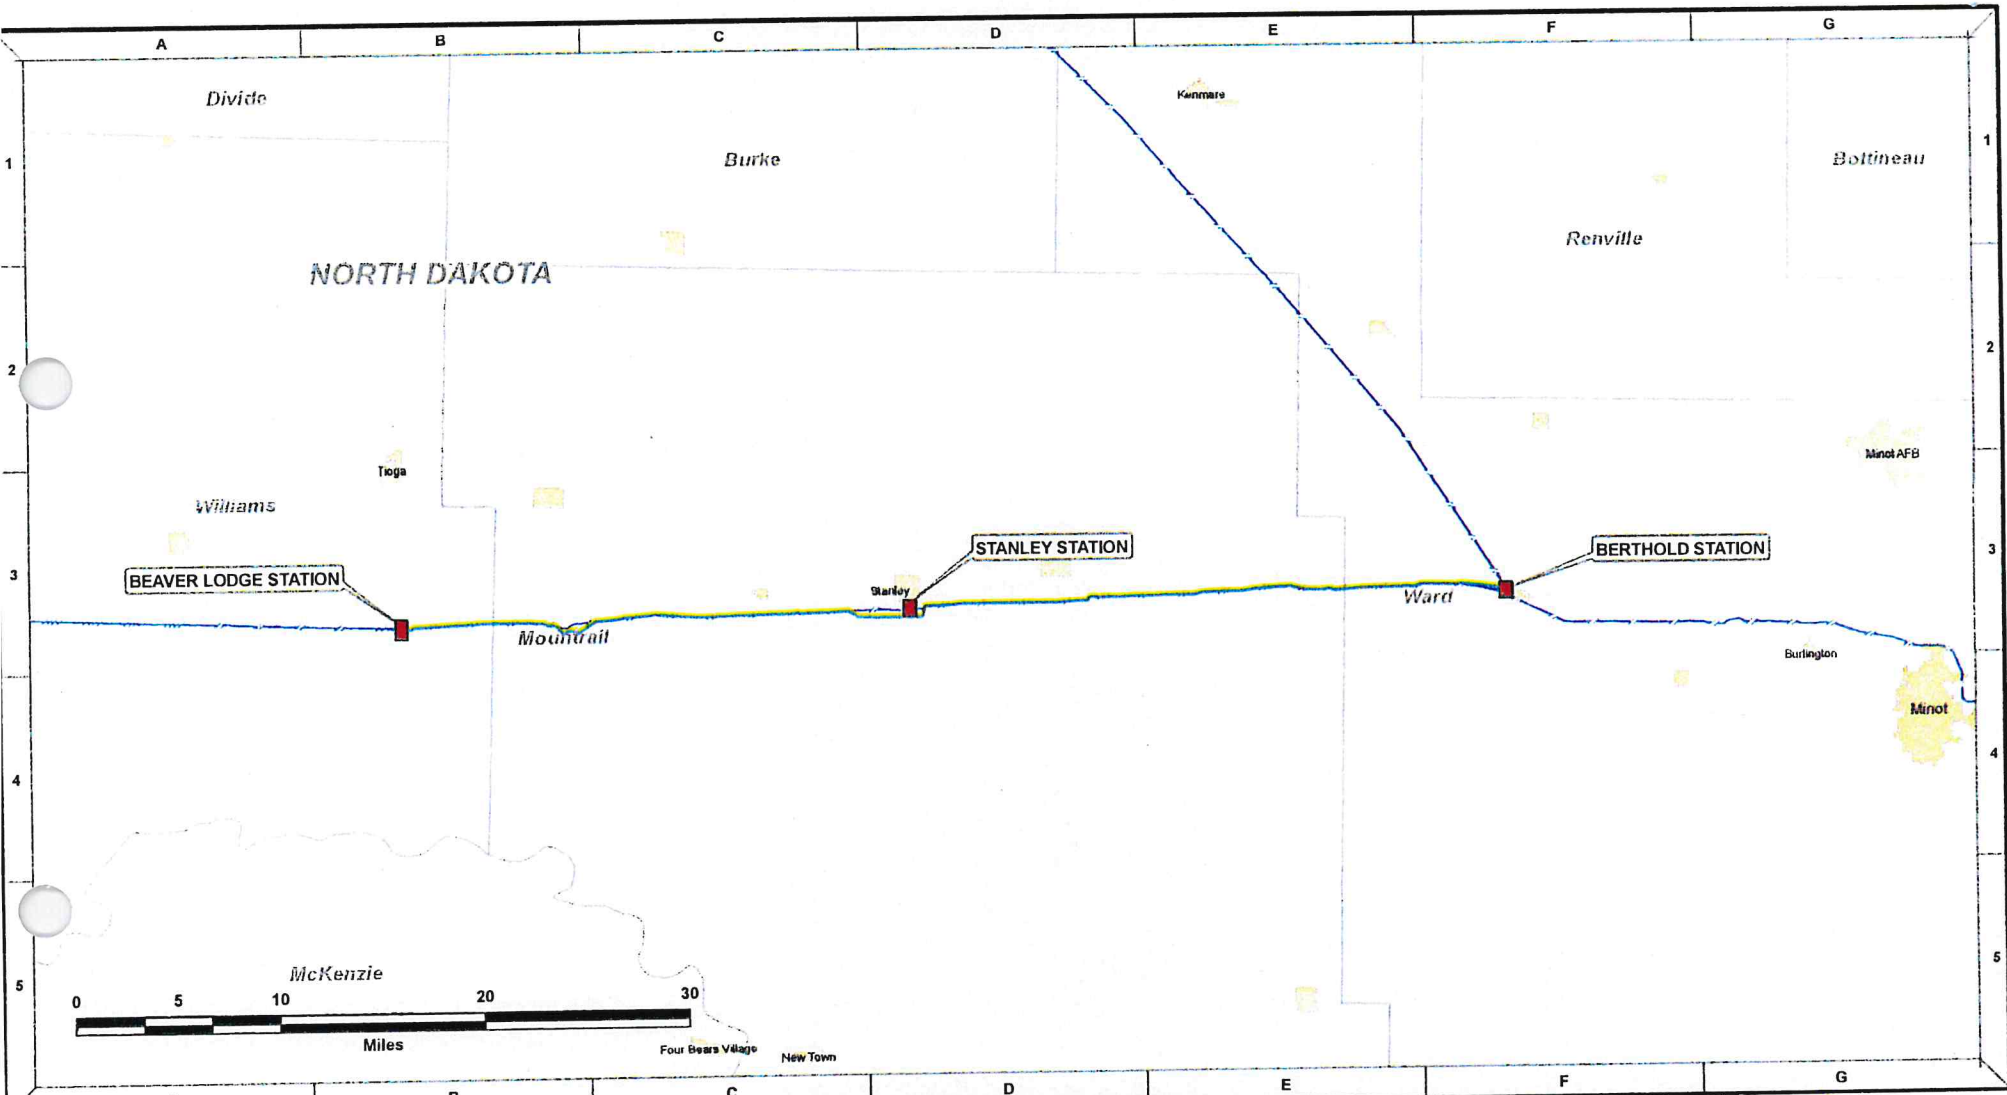 A B C D E F G
Divide
Kenmare
1 Burke Bottineau 1
Renville
NORTH DAKOTA
2 2
Minot AFB
Tioga
Williams
STANLEY STATION
BERTHOLD STATION
3 3
BEAVER LODGE STATION
Stanley
Ward
Mountrail
Burlington
Minot
4 4
McKenzie
5 5
0 5 10 20 30
Miles
Four Bears Village
New Town
B C D E F G